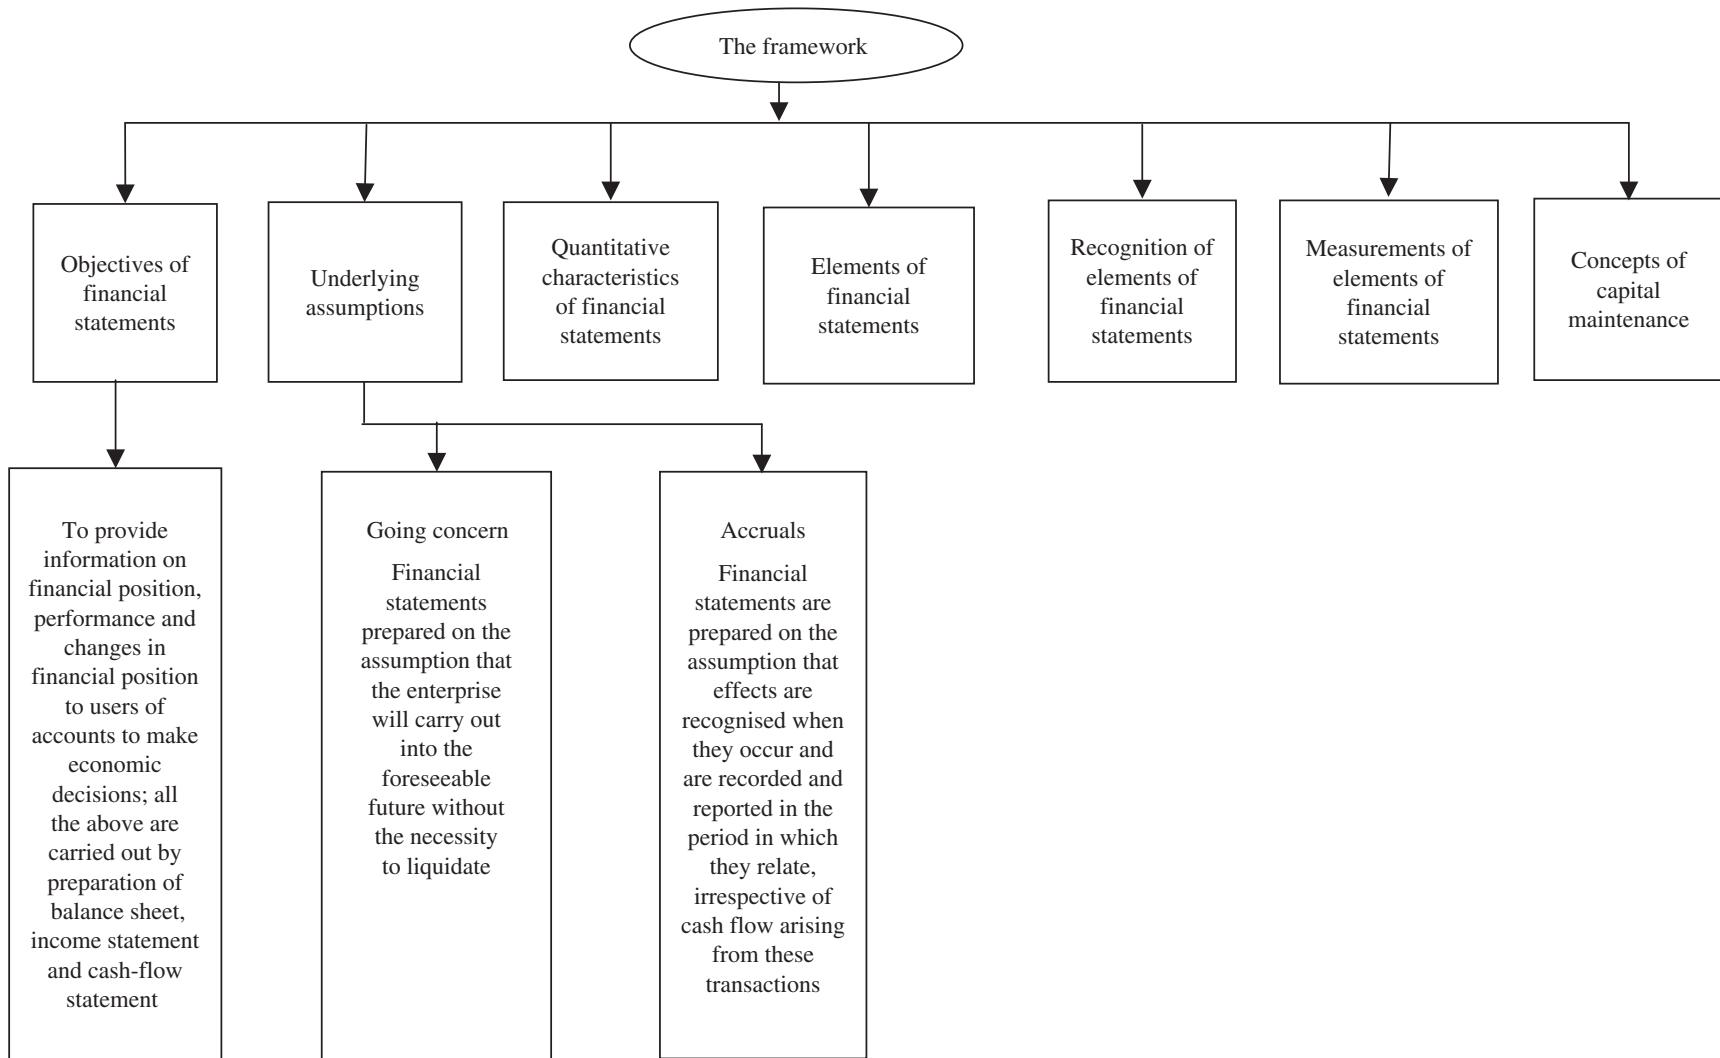 The framework
Objectives of
financial
statements
Underlying
assumptions
Quantitative
characteristics
of financial
statements
Elements of
financial
statements
Recognition of
elements of
financial
statements
Measurements of
elements of
financial
statements
Concepts of
capital
maintenance
To provide
information on
financial position,
performance and
changes in
financial position
to users of
accounts to make
economic
decisions; all
the above are
carried out by
preparation of
balance sheet,
income statement
and cash-flow
statement
Going concern
Financial
statements
prepared on the
assumption that
the enterprise
will carry out
into the
foreseeable
future without
the necessity
to liquidate
Accruals
Financial
statements are
prepared on the
assumption that
effects are
recognised when
they occur and
are recorded and
reported in the
period in which
they relate,
irrespective of
cash flow arising
from these
transactions